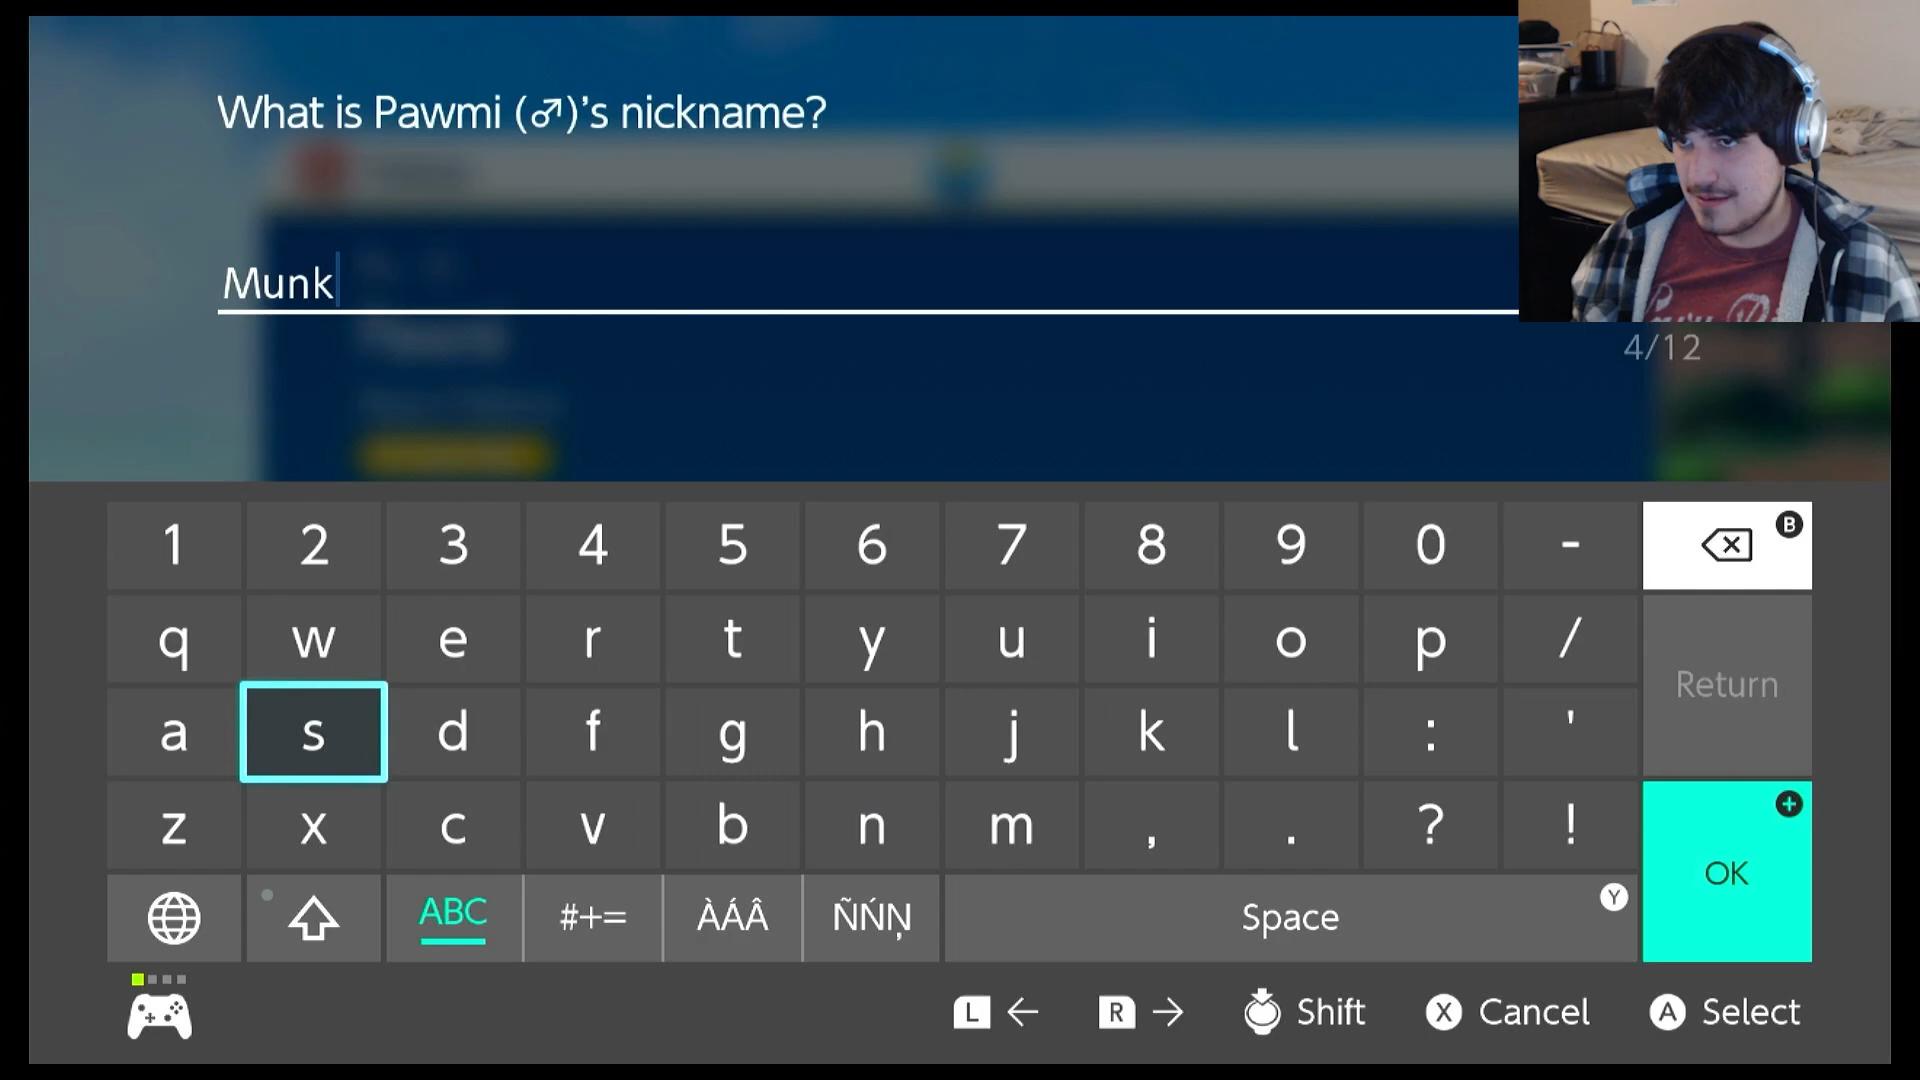 What is Pawmi (♂)'s nickname?
Munk
4/12
1 2 3 4 5 6 7 8 9 0 - B
q w e r t y u i o p / Return
a s d f g h j k l : '
z x c v b n m , . ? ! + OK
ABC #+= ÀÁÂ ÑŃŅ Space Y
L ← R → Shift X Cancel A Select